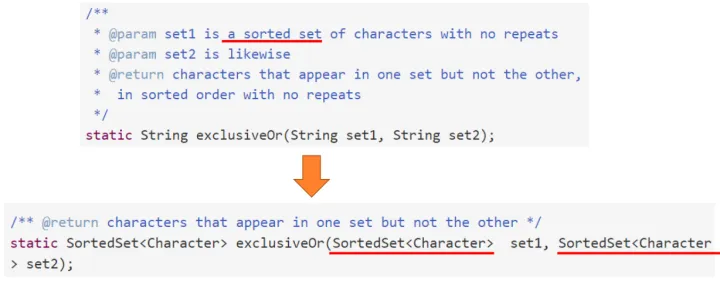 /**
* @param set1 is a sorted set of characters with no repeats
* @param set2 is likewise
* @return characters that appear in one set but not the other,
*  in sorted order with no repeats
*/
static String exclusiveOr(String set1, String set2);
/** @return characters that appear in one set but not the other */
static SortedSet<Character> exclusiveOr(SortedSet<Character>  set1, SortedSet<Character
> set2);